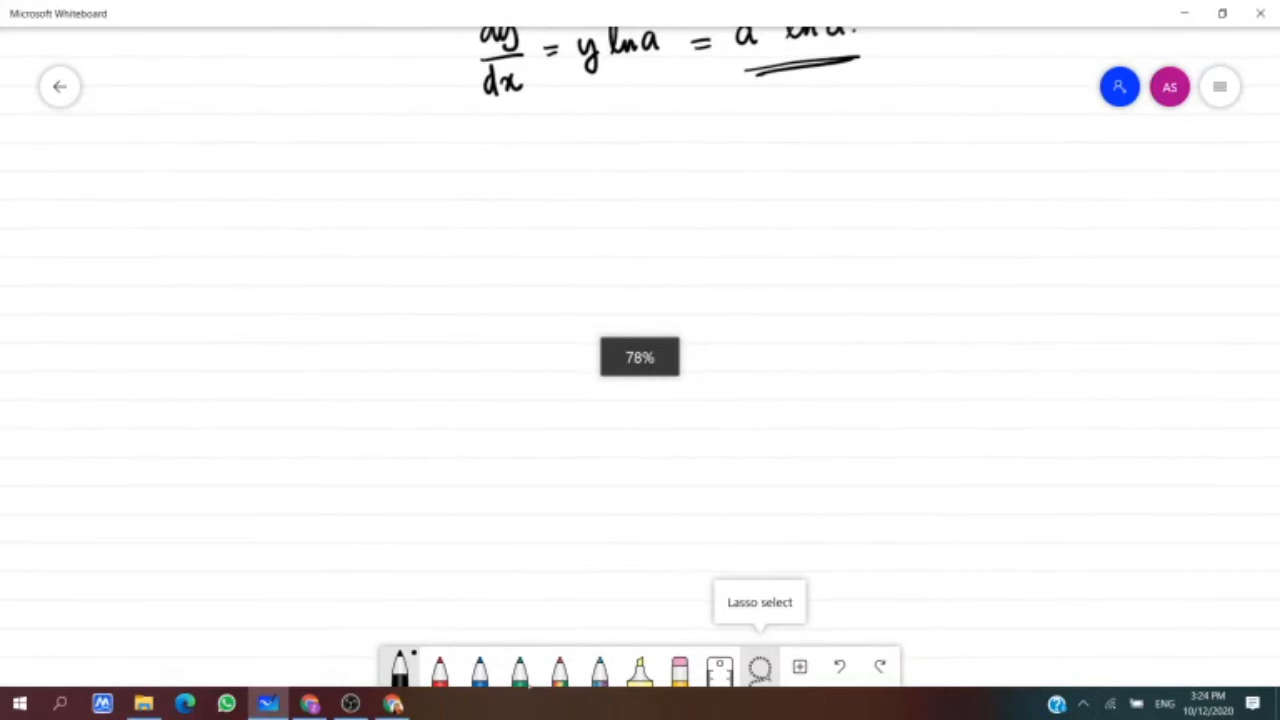 Microsoft Whiteboard
dy/dx = y ln a = a ln a.
AS
78%
Lasso select
ENG
3:24 PM
10/12/2020